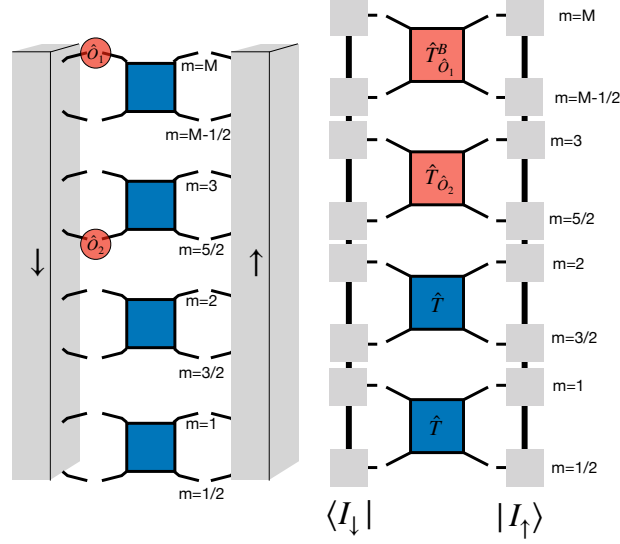 Ô₁
m=M
m=M-1/2
m=3
Ô₂
m=5/2
↓
↑
m=2
m=3/2
m=1
m=1/2
T̂ᴮ_Ô₁
m=M
m=M-1/2
T̂_Ô₂
m=3
m=5/2
T̂
m=2
m=3/2
T̂
m=1
m=1/2
⟨I↓|
|I↑⟩